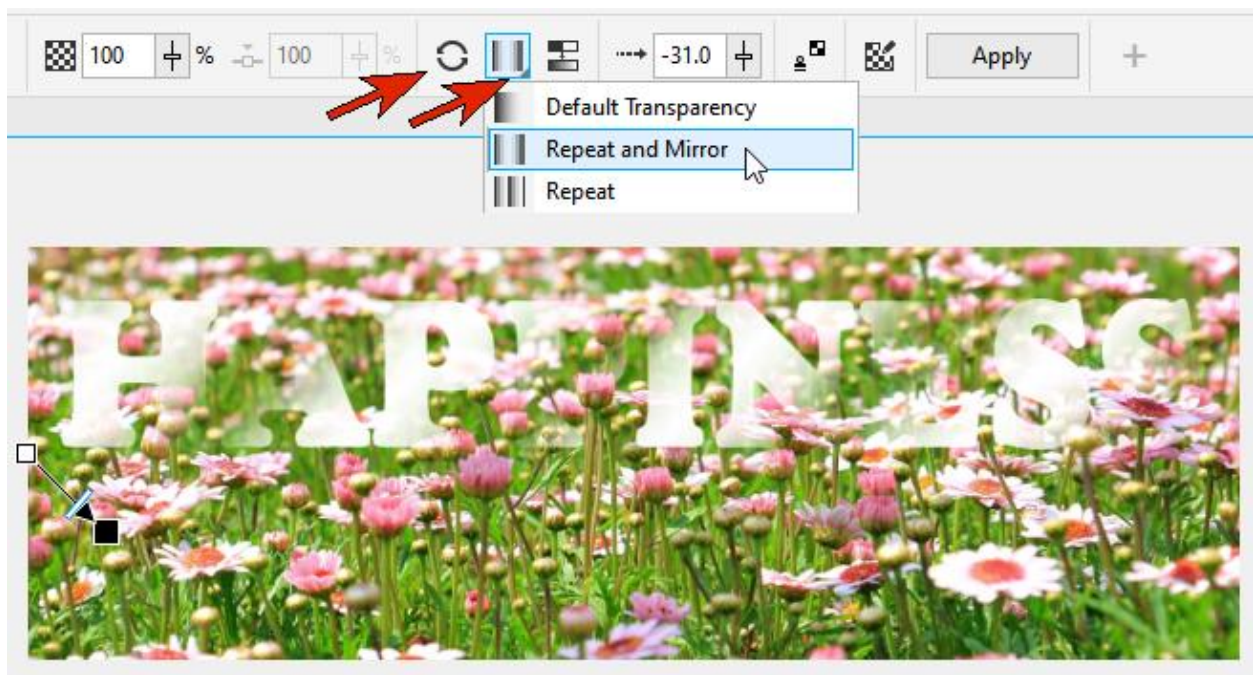 100 % 100 % -31.0 Apply
Default Transparency
Repeat and Mirror
Repeat
HAPPINESS